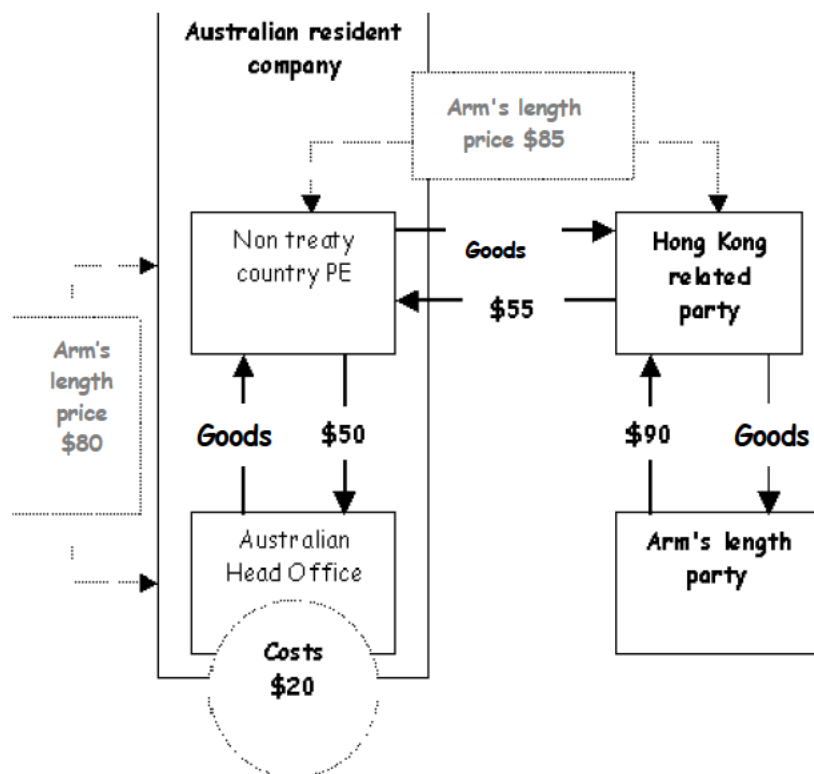 Australian resident
company
Arm's length
price $85
Non treaty
country PE
Goods
$55
Hong Kong
related
party
Arm's
length
price
$80
Goods
$50
$90
Goods
Australian
Head Office
Costs
$20
Arm's length
party